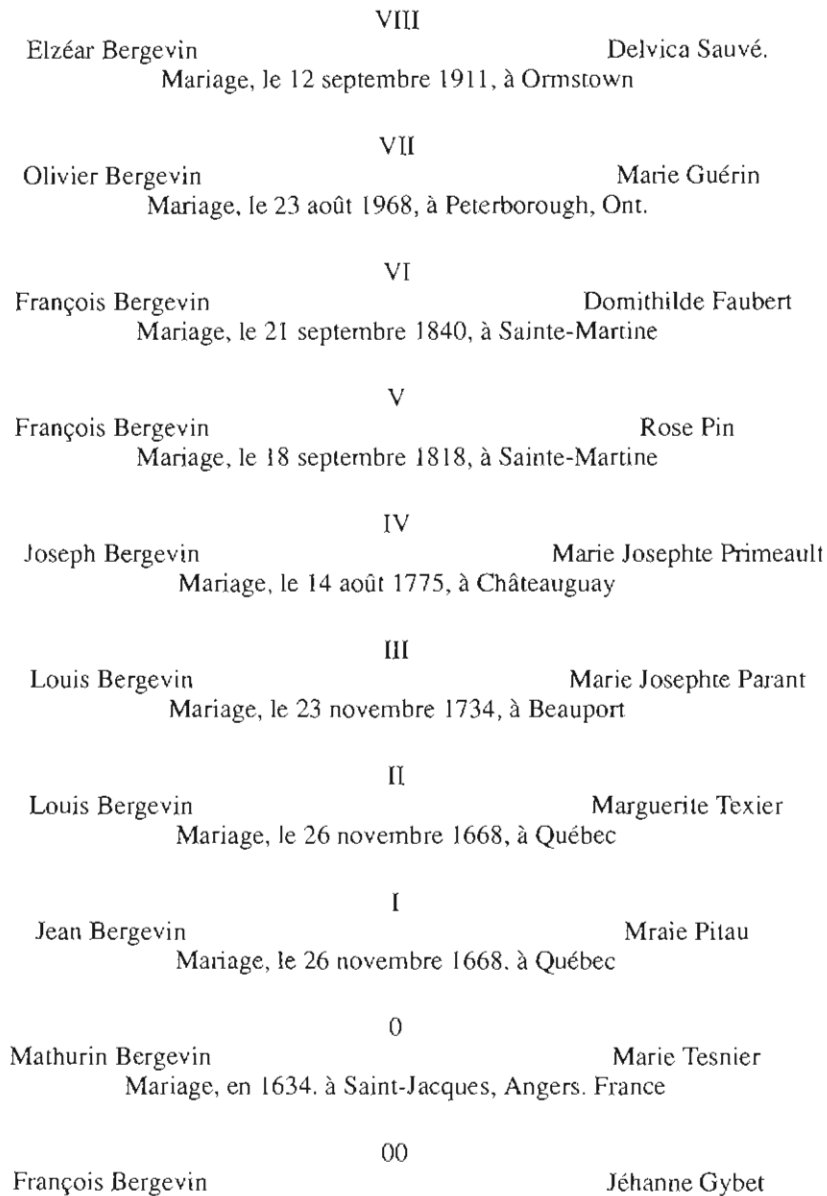 VIII
Elzéar Bergevin Delvica Sauvé.
Mariage, le 12 septembre 1911, à Ormstown
VII
Olivier Bergevin Marie Guérin
Mariage, le 23 août 1968, à Peterborough, Ont.
VI
François Bergevin Domithilde Faubert
Mariage, le 21 septembre 1840, à Sainte-Martine
V
François Bergevin Rose Pin
Mariage, le 18 septembre 1818, à Sainte-Martine
IV
Joseph Bergevin Marie Josephte Primeault
Mariage, le 14 août 1775, à Châteauguay
III
Louis Bergevin Marie Josephte Parant
Mariage, le 23 novembre 1734, à Beauport
II
Louis Bergevin Marguerite Texier
Mariage, le 26 novembre 1668, à Québec
I
Jean Bergevin Mraie Pitau
Mariage, le 26 novembre 1668. à Québec
0
Mathurin Bergevin Marie Tesnier
Mariage, en 1634. à Saint-Jacques, Angers. France
00
François Bergevin Jéhanne Gybet